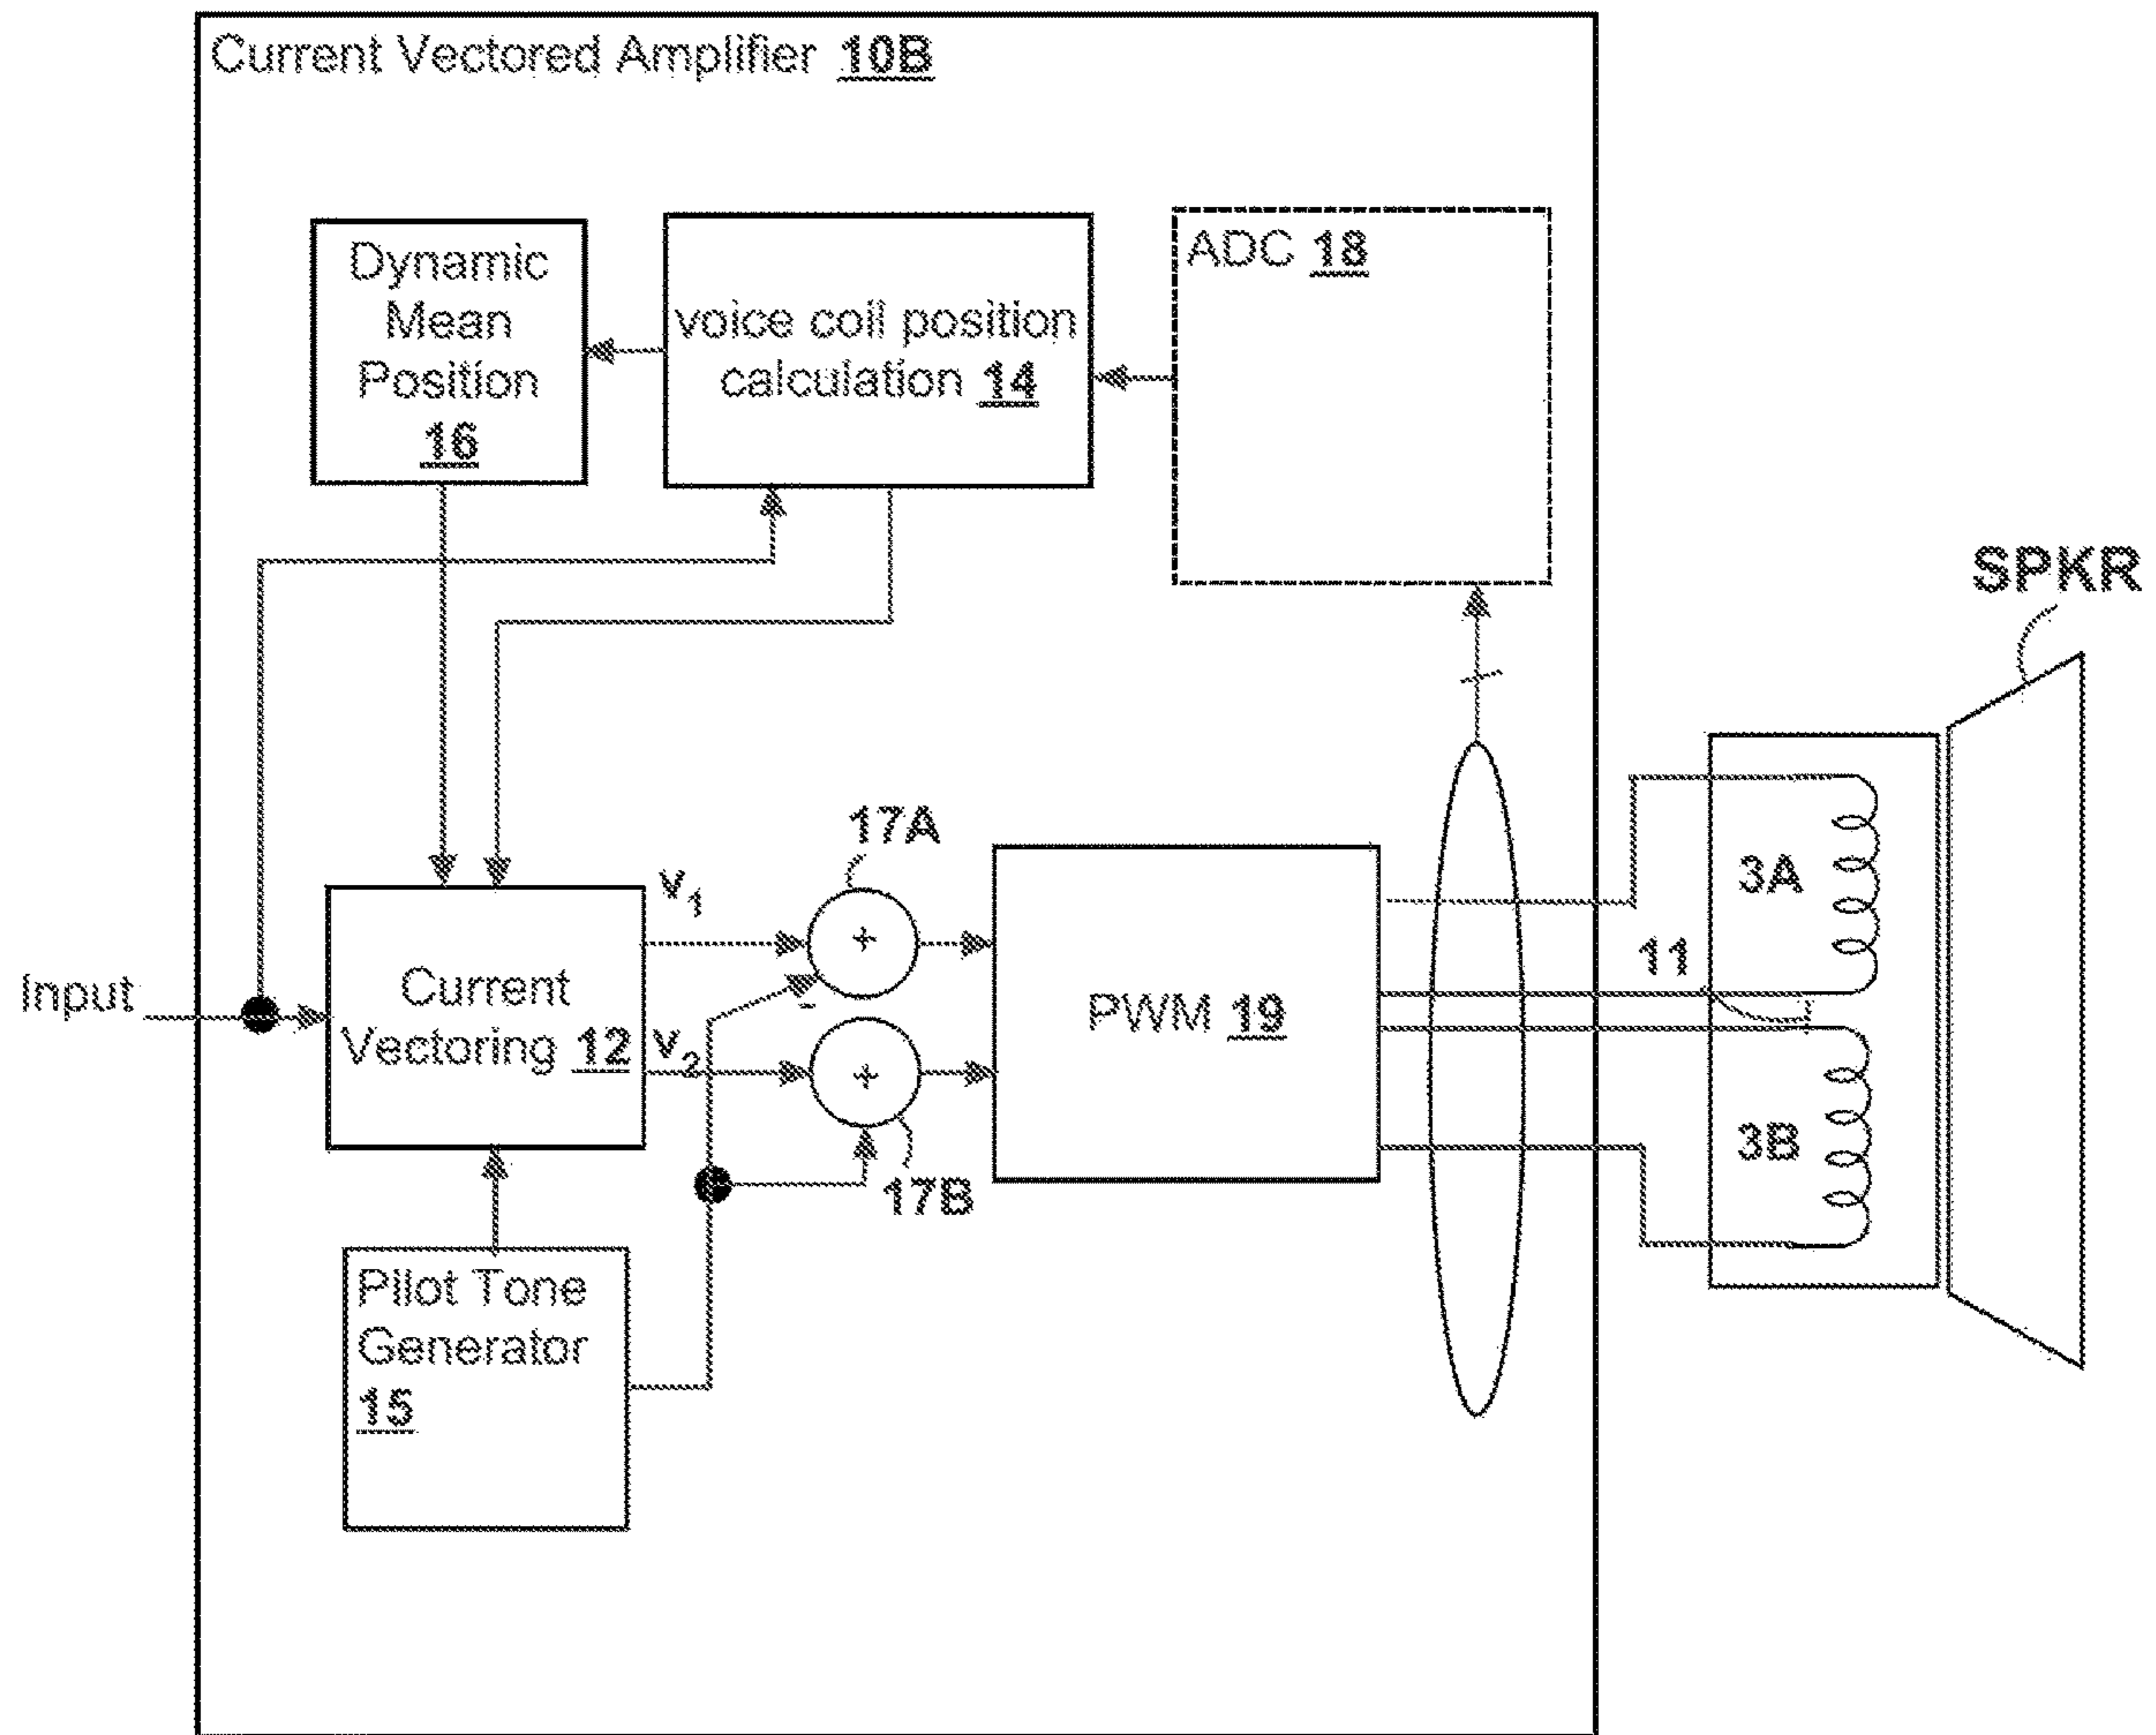 Current Vectored Amplifier 10B
Dynamic
Mean
Position
16
voice coil position
calculation 14
ADC 18
SPKR
17A
v1
3A
11
Input
Current
Vectoring 12
v2
+
-
+
PWM 19
3B
17B
Pilot Tone
Generator
15